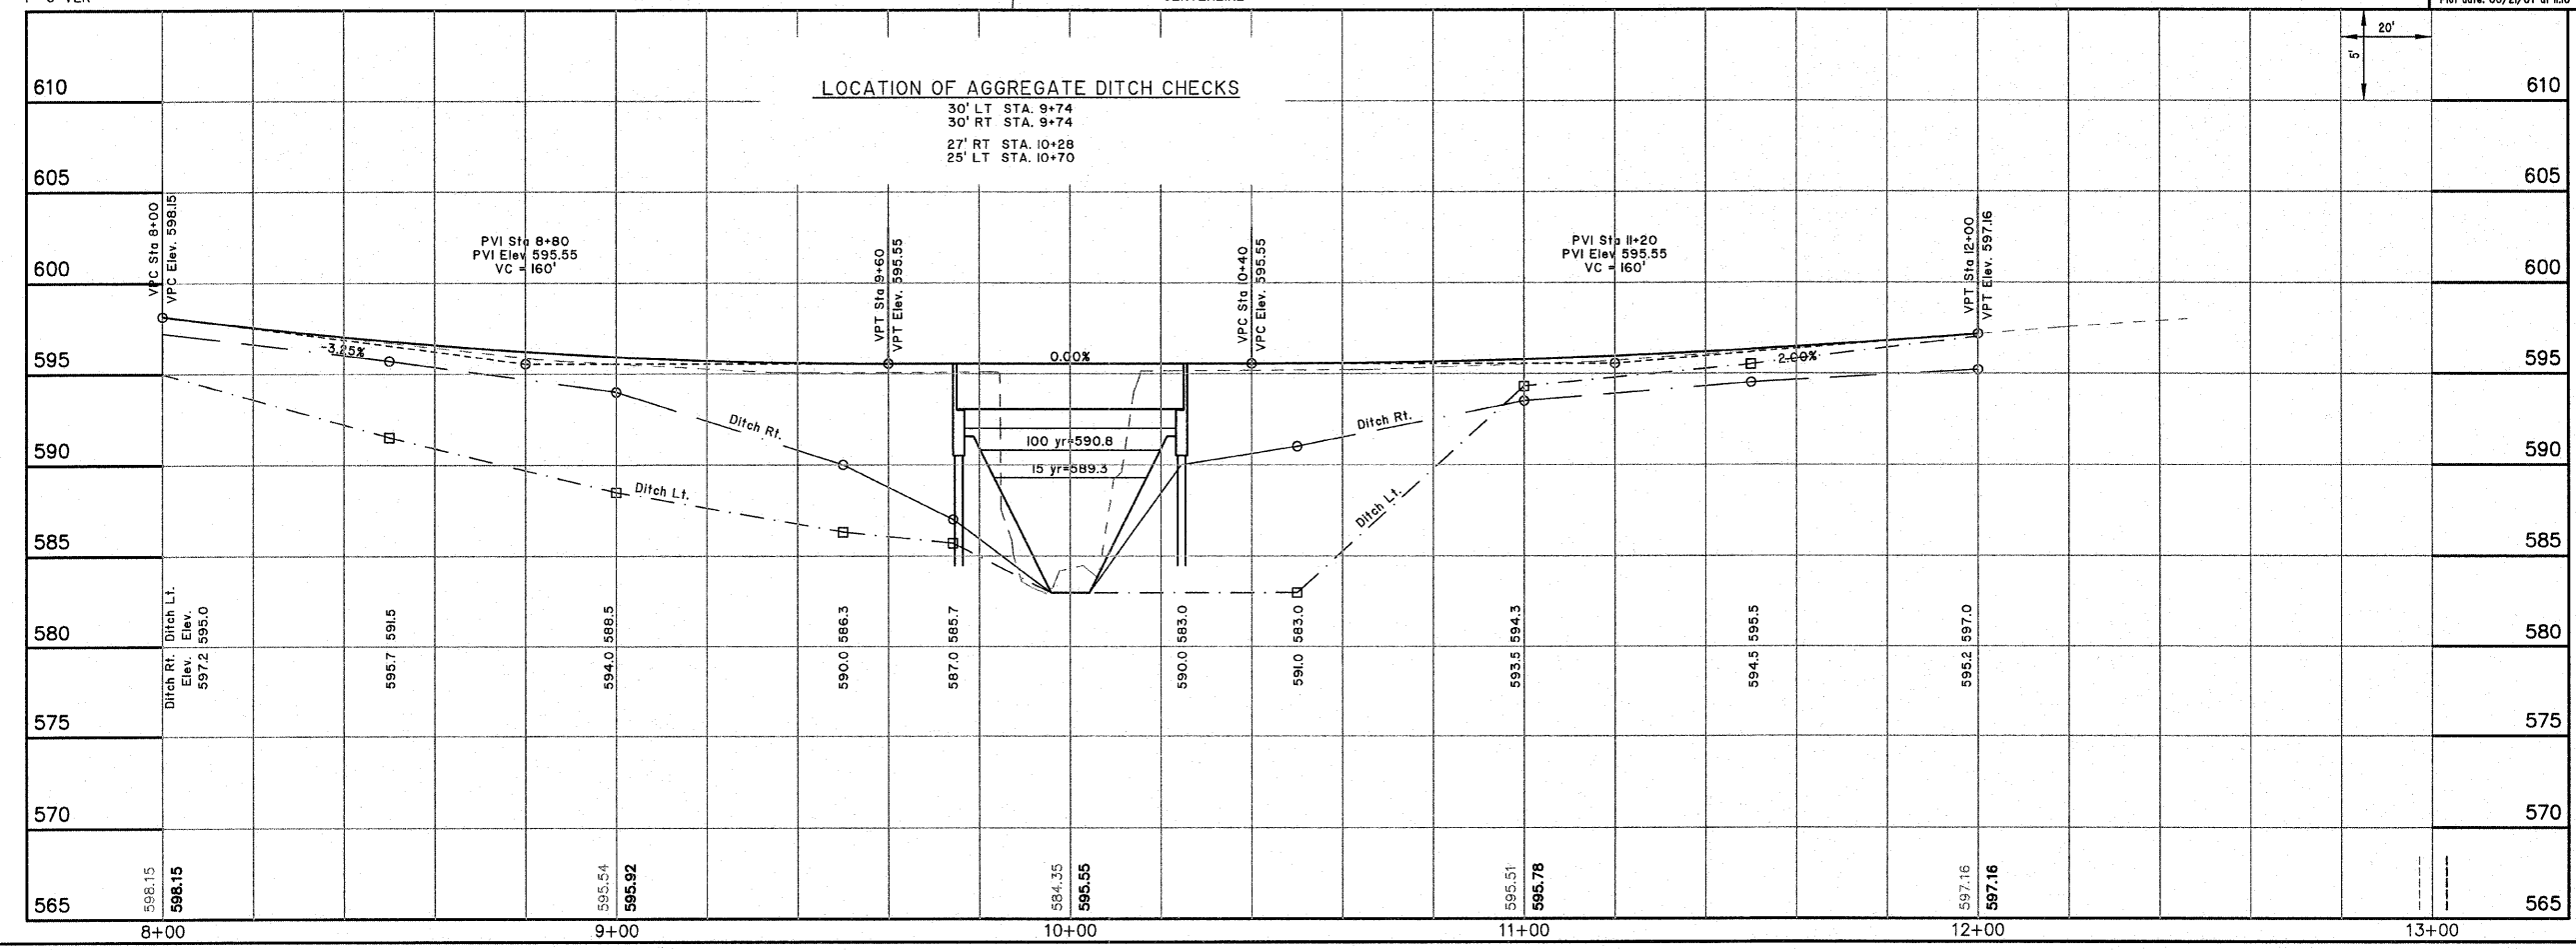 20'
5'
LOCATION OF AGGREGATE DITCH CHECKS
30' LT STA. 9+74
30' RT STA. 9+74
27' RT STA. 10+28
25' LT STA. 10+70
610
610
605
605
600
600
595
595
590
590
585
585
580
580
575
575
570
570
565
565
VPC Sta 8+00
VPC Elev. 598.15
PVI Sta 8+80
PVI Elev 595.55
VC = 160'
VPT Sta 9+60
VPT Elev. 595.55
VPC Sta 10+40
VPC Elev. 595.55
PVI Sta 11+20
PVI Elev 595.55
VC = 160'
VPT Sta 12+00
VPT Elev. 597.16
-3.25%
0.00%
2.00%
Ditch Rt.
Ditch Lt.
100 yr=590.8
15 yr=589.3
Ditch Rt.
Ditch Lt.
Ditch Rt. Ditch Lt.
Elev. Elev.
597.2 595.0
595.7 591.5
594.0 588.5
590.0 586.3
587.0 585.7
590.0 583.0
591.0 583.0
593.5 594.3
594.5 595.5
595.2 597.0
598.15
598.15
595.54
595.92
584.35
595.55
595.51
595.78
597.16
597.16
8+00
9+00
10+00
11+00
12+00
13+00